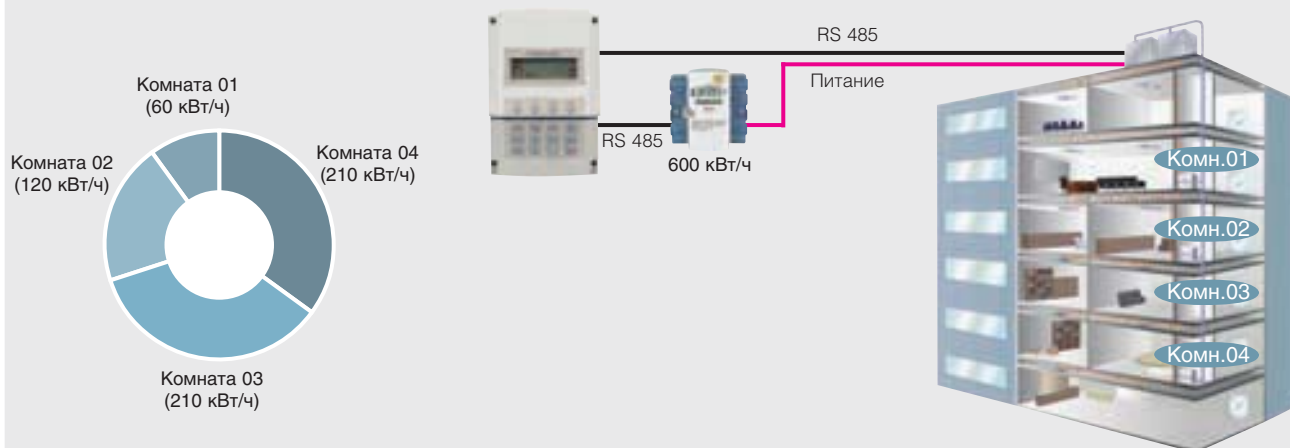 Комната 01
(60 кВт/ч)
Комната 02
(120 кВт/ч)
Комната 04
(210 кВт/ч)
Комната 03
(210 кВт/ч)
RS 485
Питание
RS 485
600 кВт/ч
Комн.01
Комн.02
Комн.03
Комн.04